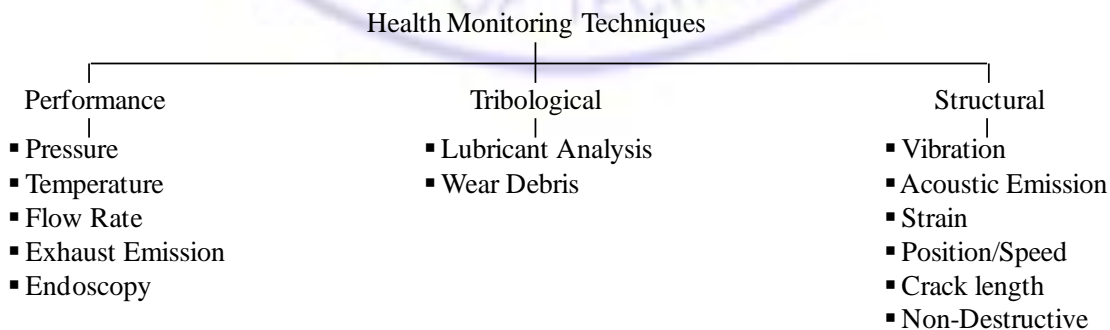 Health Monitoring Techniques
Performance
▪ Pressure
▪ Temperature
▪ Flow Rate
▪ Exhaust Emission
▪ Endoscopy
Tribological
▪ Lubricant Analysis
▪ Wear Debris
Structural
▪ Vibration
▪ Acoustic Emission
▪ Strain
▪ Position/Speed
▪ Crack length
▪ Non-Destructive